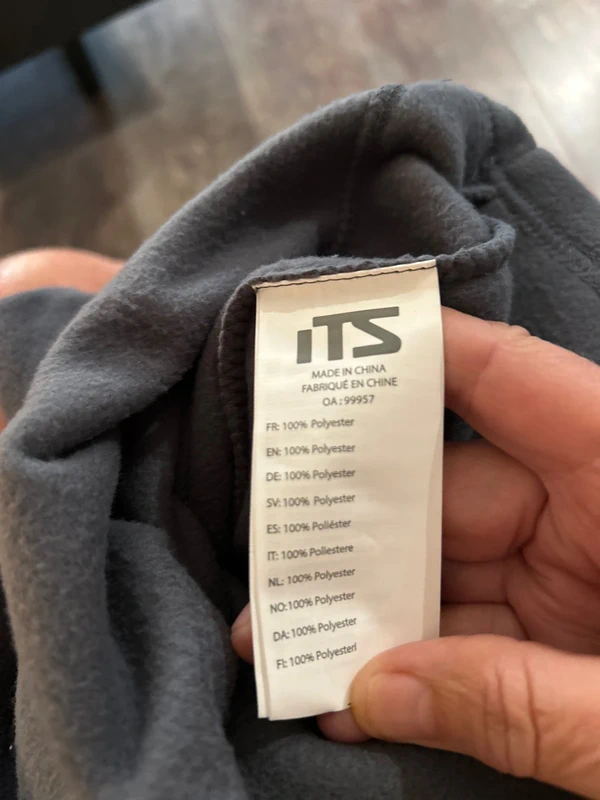 iTS
MADE IN CHINA
FABRIQUÉ EN CHINE
OA : 99957
FR: 100% Polyester
EN: 100% Polyester
DE: 100% Polyester
SV: 100% Polyester
ES: 100% Poliéster
IT: 100% Poliestere
NL: 100% Polyester
NO: 100% Polyester
DA: 100% Polyester
FI: 100% Polyesteri